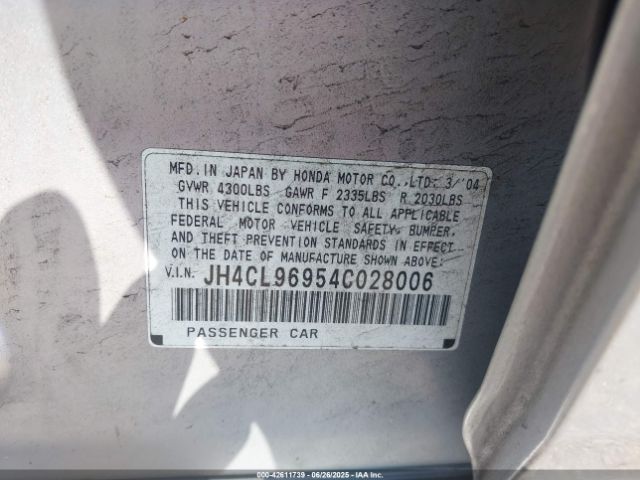 MFD. IN JAPAN BY HONDA MOTOR CO., LTD. 3/'04
GVWR 4300LBS GAWR F 2335LBS R 2030LBS
THIS VEHICLE CONFORMS TO ALL APPLICABLE
FEDERAL MOTOR VEHICLE SAFETY, BUMPER,
AND THEFT PREVENTION STANDARDS IN EFFECT
ON THE DATE OF MANUFACTURE SHOWN ABOVE:
V.I.N. JH4CL96954C028006
PASSENGER CAR
000-42611739 - 06/26/2025 - IAA Inc.